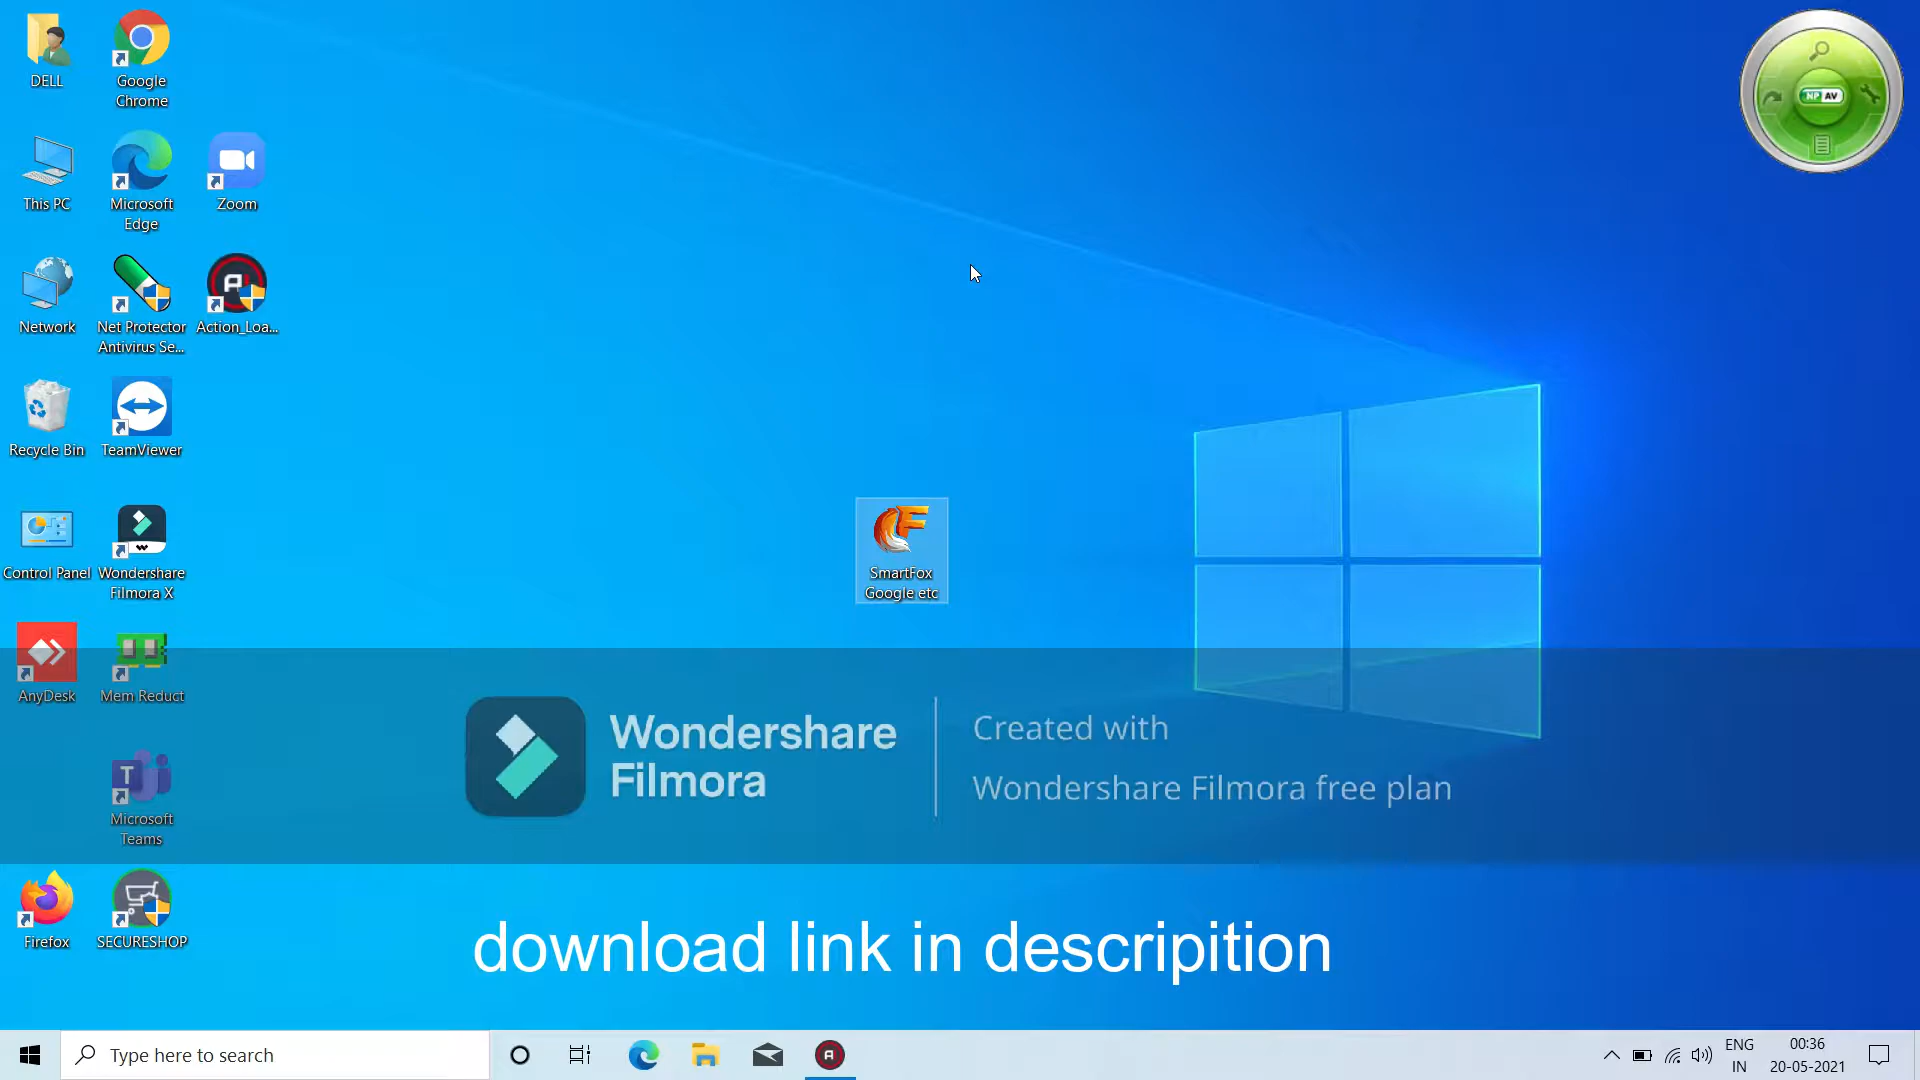 DELL
Google
Chrome
This PC
Microsoft
Edge
Zoom
Network
Net Protector
Antivirus Se...
Action_Loa...
Recycle Bin
TeamViewer
Control Panel
Wondershare
Filmora X
AnyDesk
Mem Reduct
Microsoft
Teams
Firefox
SECURESHOP
NP AV
SmartFox
Google etc
Wondershare
Filmora
Created with
Wondershare Filmora free plan
download link in descripition
Type here to search
ENG
IN
00:36
20-05-2021